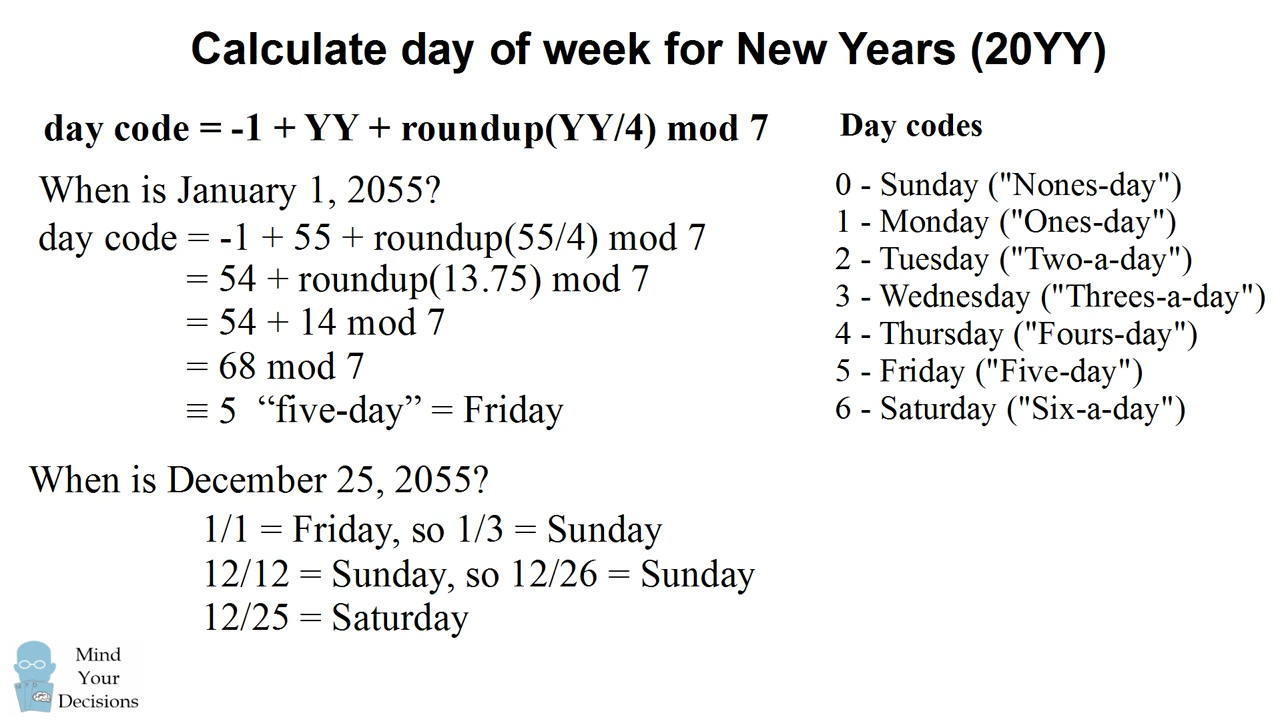 Calculate day of week for New Years (20YY)
day code = -1 + YY + roundup(YY/4) mod 7
When is January 1, 2055?
day code = -1 + 55 + roundup(55/4) mod 7
= 54 + roundup(13.75) mod 7
= 54 + 14 mod 7
= 68 mod 7
≡ 5 “five-day” = Friday
Day codes
0 - Sunday ("Nones-day")
1 - Monday ("Ones-day")
2 - Tuesday ("Two-a-day")
3 - Wednesday ("Threes-a-day")
4 - Thursday ("Fours-day")
5 - Friday ("Five-day")
6 - Saturday ("Six-a-day")
When is December 25, 2055?
1/1 = Friday, so 1/3 = Sunday
12/12 = Sunday, so 12/26 = Sunday
12/25 = Saturday
Mind
Your
Decisions